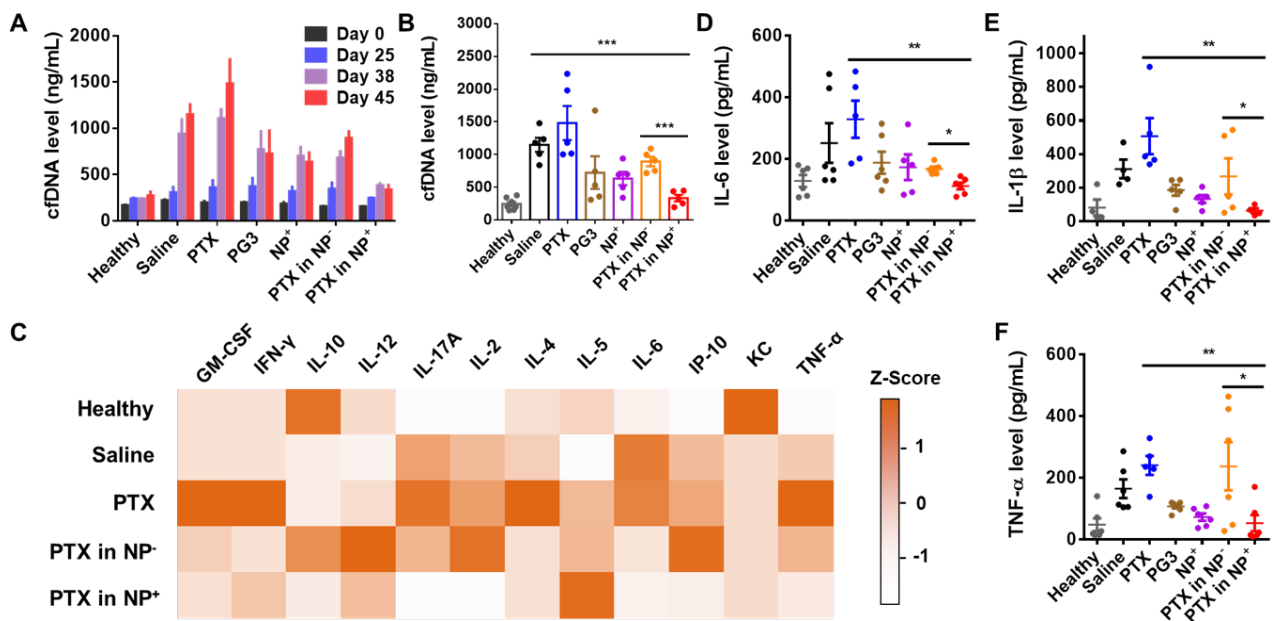 A
cfDNA level (ng/mL)
2000
1500
1000
500
0
Day 0
Day 25
Day 38
Day 45
Healthy
Saline
PTX
PG3
NP⁺
PTX in NP⁻
PTX in NP⁺
B
cfDNA level (ng/mL)
3000
2500
2000
1500
1000
500
0
***
***
Healthy
Saline
PTX
PG3
NP⁺
PTX in NP⁻
PTX in NP⁺
D
IL-6 level (pg/mL)
600
400
200
0
**
*
Healthy
Saline
PTX
PG3
NP⁺
PTX in NP⁻
PTX in NP⁺
E
IL-1β level (pg/mL)
1000
800
600
400
200
0
**
*
Healthy
Saline
PTX
PG3
NP⁺
PTX in NP⁻
PTX in NP⁺
C
GM-CSF IFN-γ IL-10 IL-12 IL-17A IL-2 IL-4 IL-5 IL-6 IP-10 KC TNF-α
Healthy
Saline
PTX
PTX in NP⁻
PTX in NP⁺
Z-Score
1
0
-1
F
TNF-α level (pg/mL)
600
400
200
0
**
*
Healthy
Saline
PTX
PG3
NP⁺
PTX in NP⁻
PTX in NP⁺